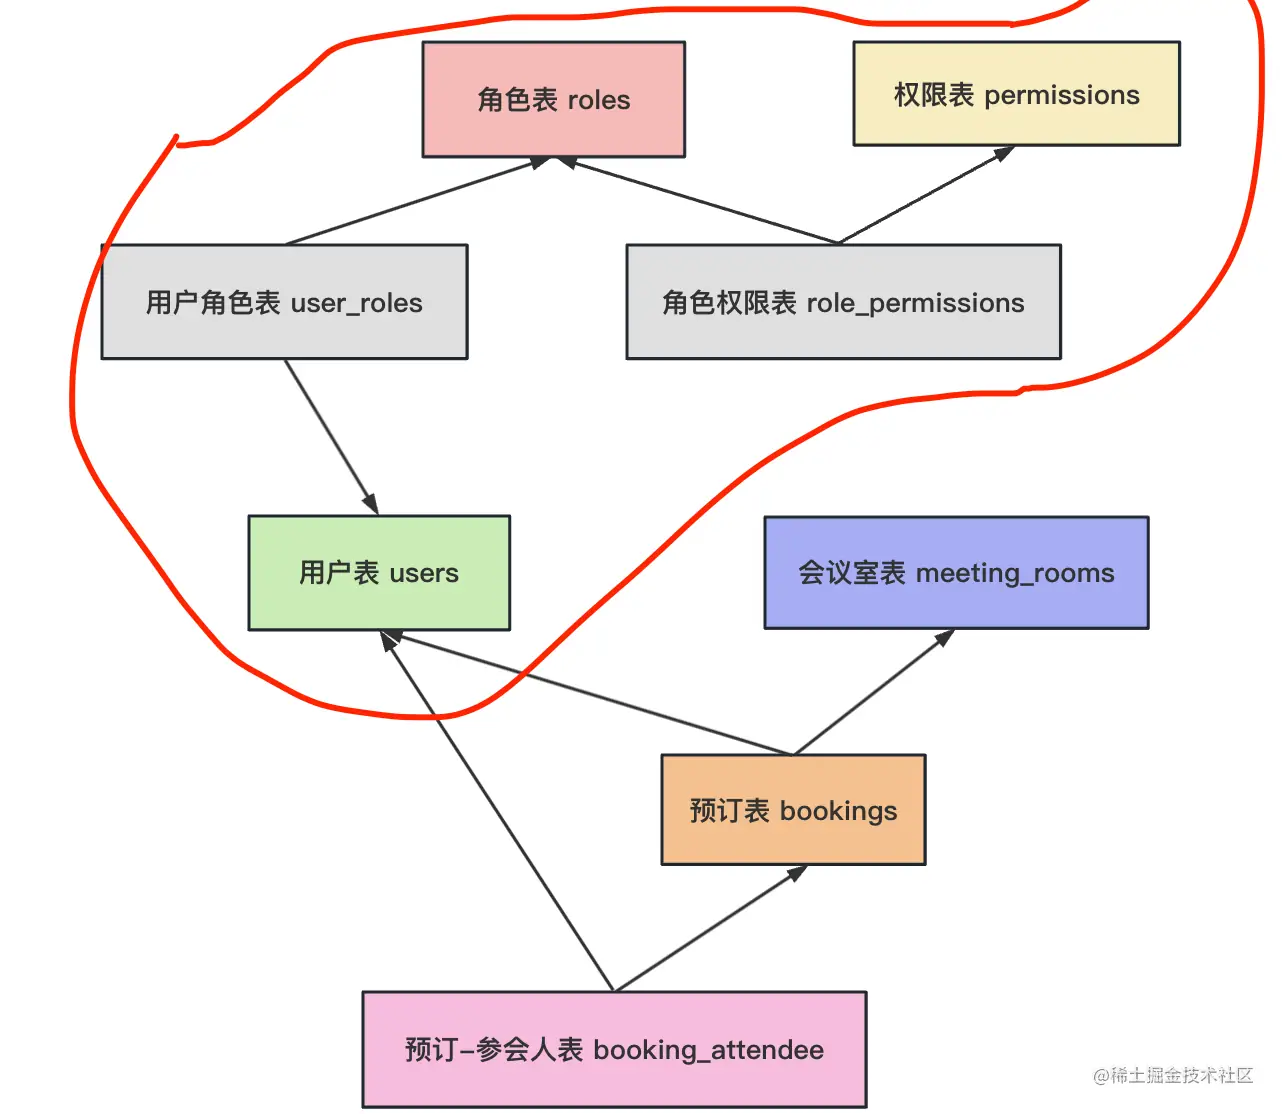 角色表 roles
权限表 permissions
用户角色表 user_roles
角色权限表 role_permissions
用户表 users
会议室表 meeting_rooms
预订表 bookings
预订-参会人表 booking_attendee
@稀土掘金技术社区